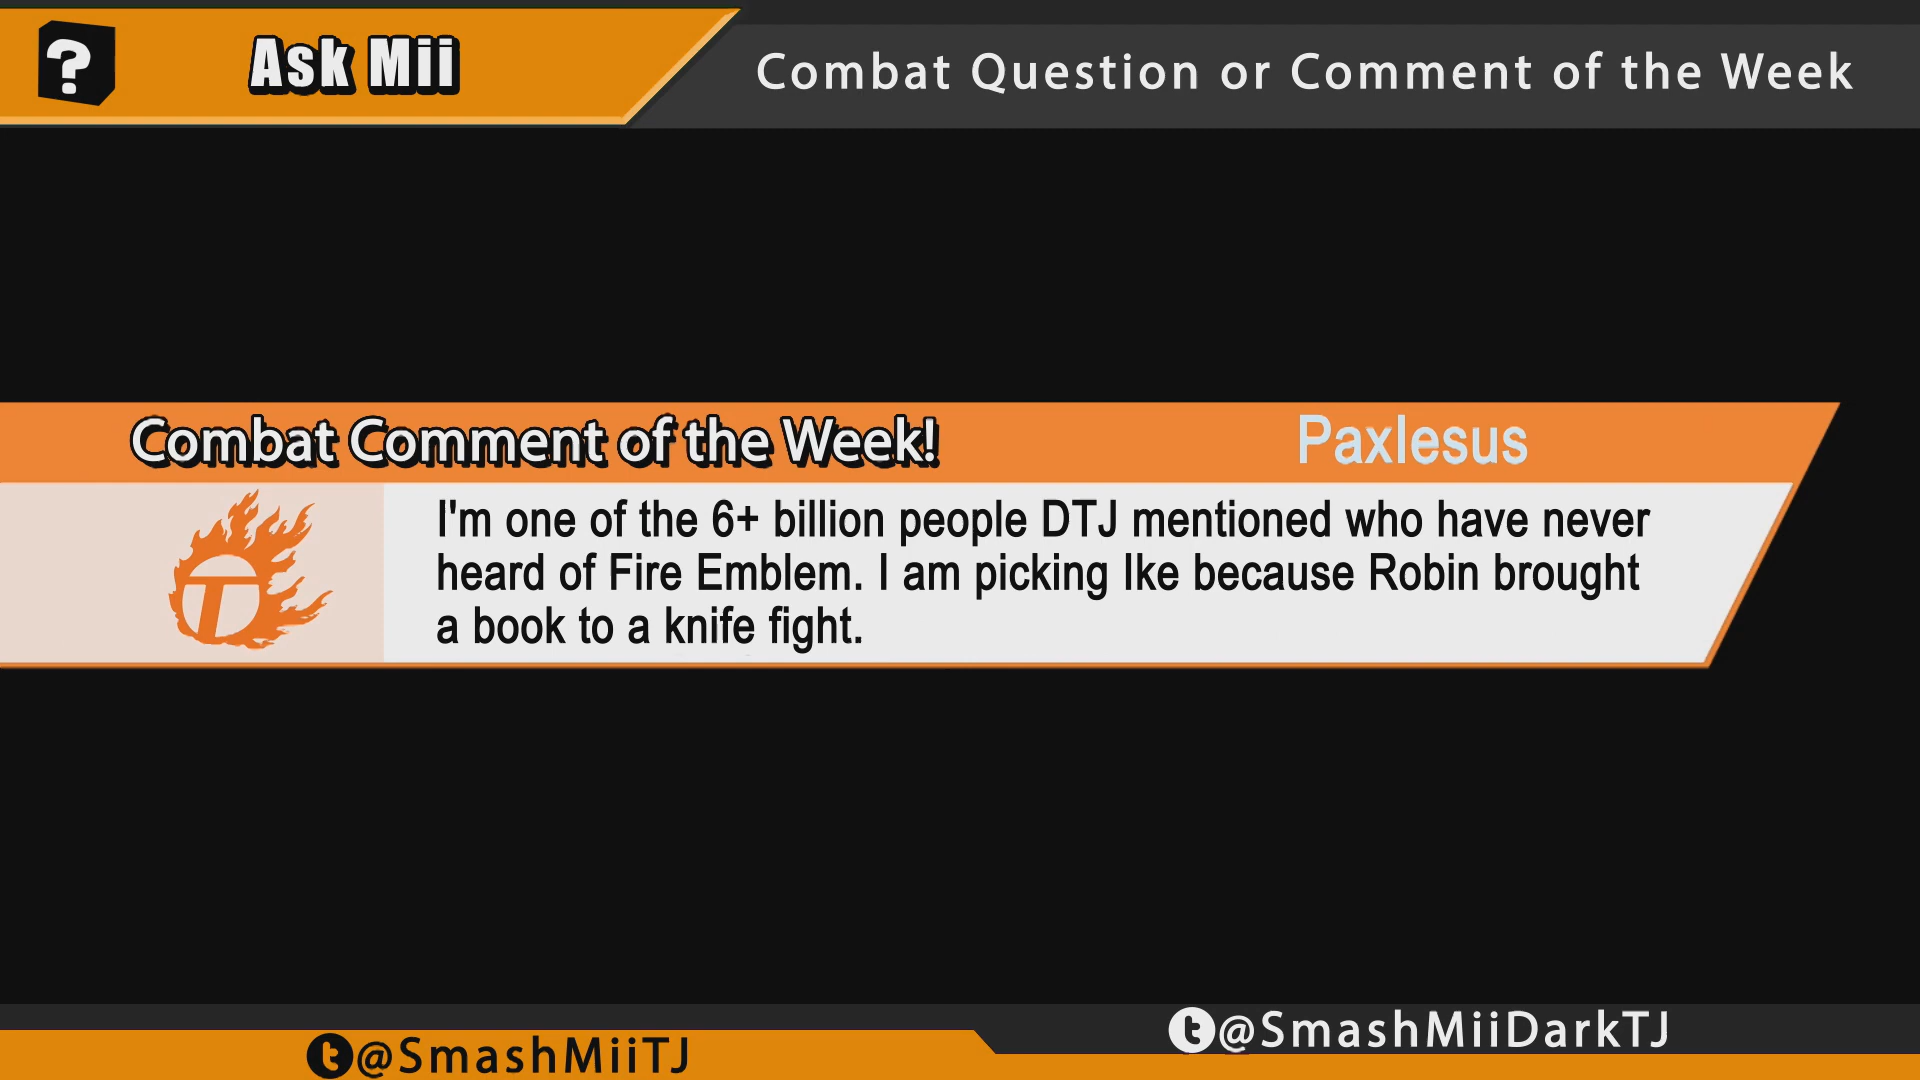 ?
Ask Mii
Combat Question or Comment of the Week
Combat Comment of the Week!
Paxlesus
T
I'm one of the 6+ billion people DTJ mentioned who have never
heard of Fire Emblem. I am picking Ike because Robin brought
a book to a knife fight.
t@SmashMiiTJ
t@SmashMiiDarkTJ